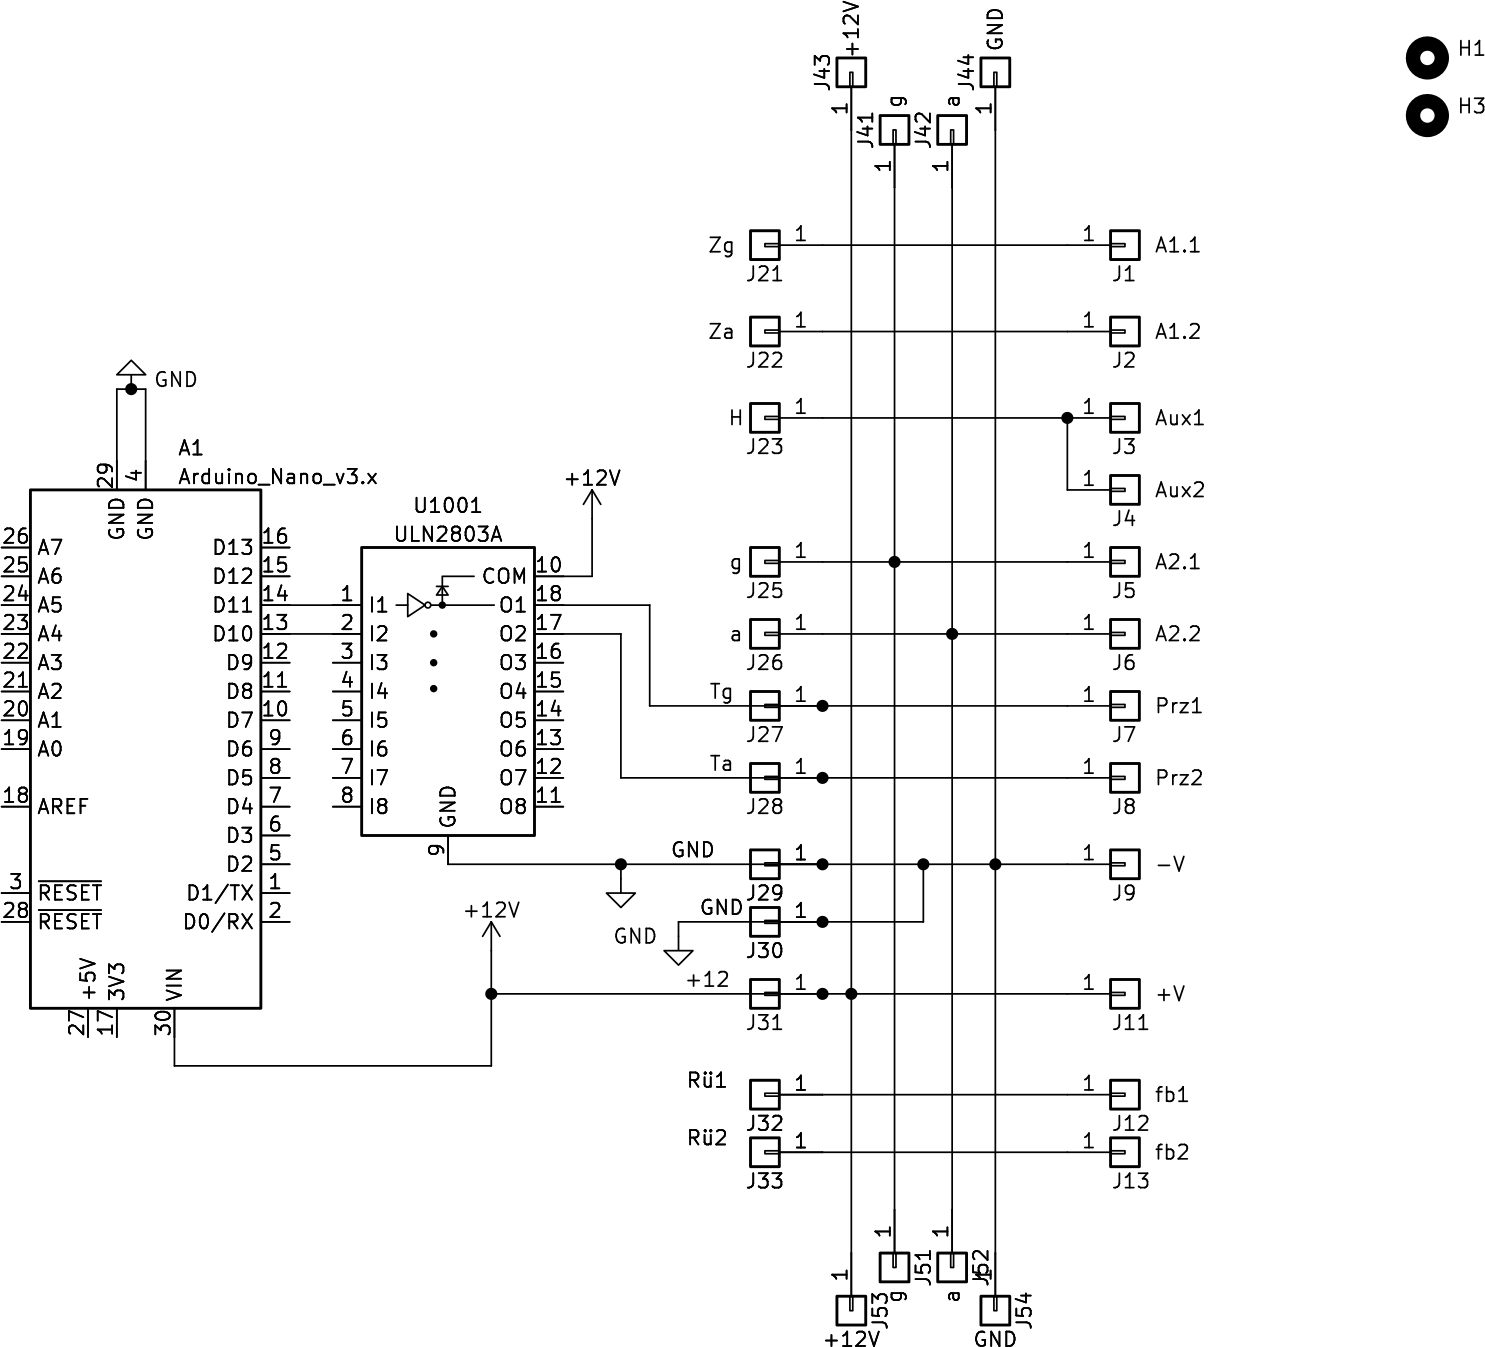 +12V
GND
J43
J44
1
1
g
a
J41
J42
1
1
H1
H3
Zg
J21
1
1
J1
A1.1
Za
J22
1
1
J2
A1.2
H
J23
1
1
J3
Aux1
1
J4
Aux2
g
J25
1
1
J5
A2.1
a
J26
1
1
J6
A2.2
Tg
J27
1
1
J7
Prz1
Ta
J28
1
1
J8
Prz2
GND
J29
1
1
J9
-V
GND
J30
1
GND
+12
J31
1
1
J11
+V
Rü1
J32
1
1
J12
fb1
Rü2
J33
1
1
J13
fb2
1
1
1
1
J51
J52
g
a
J53
J54
+12V
GND
GND
A1
Arduino_Nano_v3.x
29
4
GND
GND
26 A7
25 A6
24 A5
23 A4
22 A3
21 A2
20 A1
19 A0
18 AREF
3 RESET
28 RESET
D13 16
D12 15
D11 14
D10 13
D9 12
D8 11
D7 10
D6 9
D5 8
D4 7
D3 6
D2 5
D1/TX 1
D0/RX 2
+5V
3V3
VIN
27
17
30
+12V
U1001
ULN2803A
+12V
COM 10
1 I1
2 I2
3 I3
4 I4
5 I5
6 I6
7 I7
8 I8
O1 18
O2 17
O3 16
O4 15
O5 14
O6 13
O7 12
O8 11
GND
9